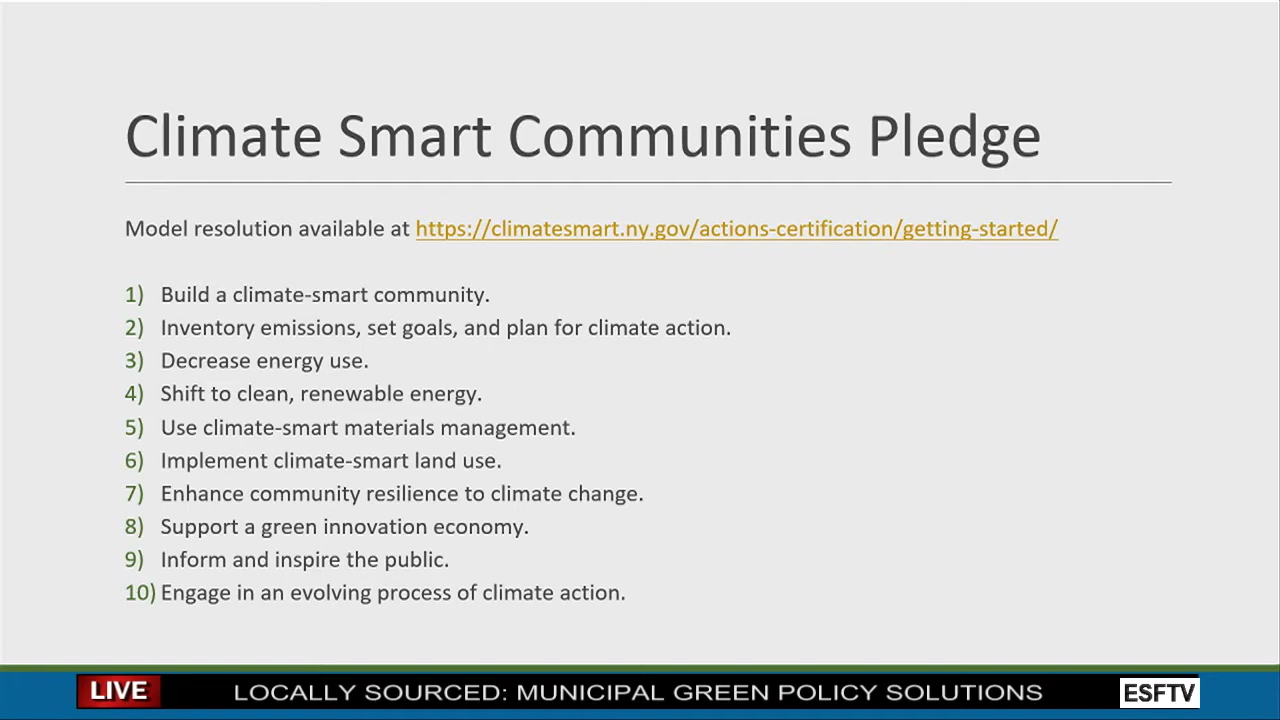 Climate Smart Communities Pledge
Model resolution available at https://climatesmart.ny.gov/actions-certification/getting-started/
1) Build a climate-smart community.
2) Inventory emissions, set goals, and plan for climate action.
3) Decrease energy use.
4) Shift to clean, renewable energy.
5) Use climate-smart materials management.
6) Implement climate-smart land use.
7) Enhance community resilience to climate change.
8) Support a green innovation economy.
9) Inform and inspire the public.
10) Engage in an evolving process of climate action.
LIVE LOCALLY SOURCED: MUNICIPAL GREEN POLICY SOLUTIONS ESFTV